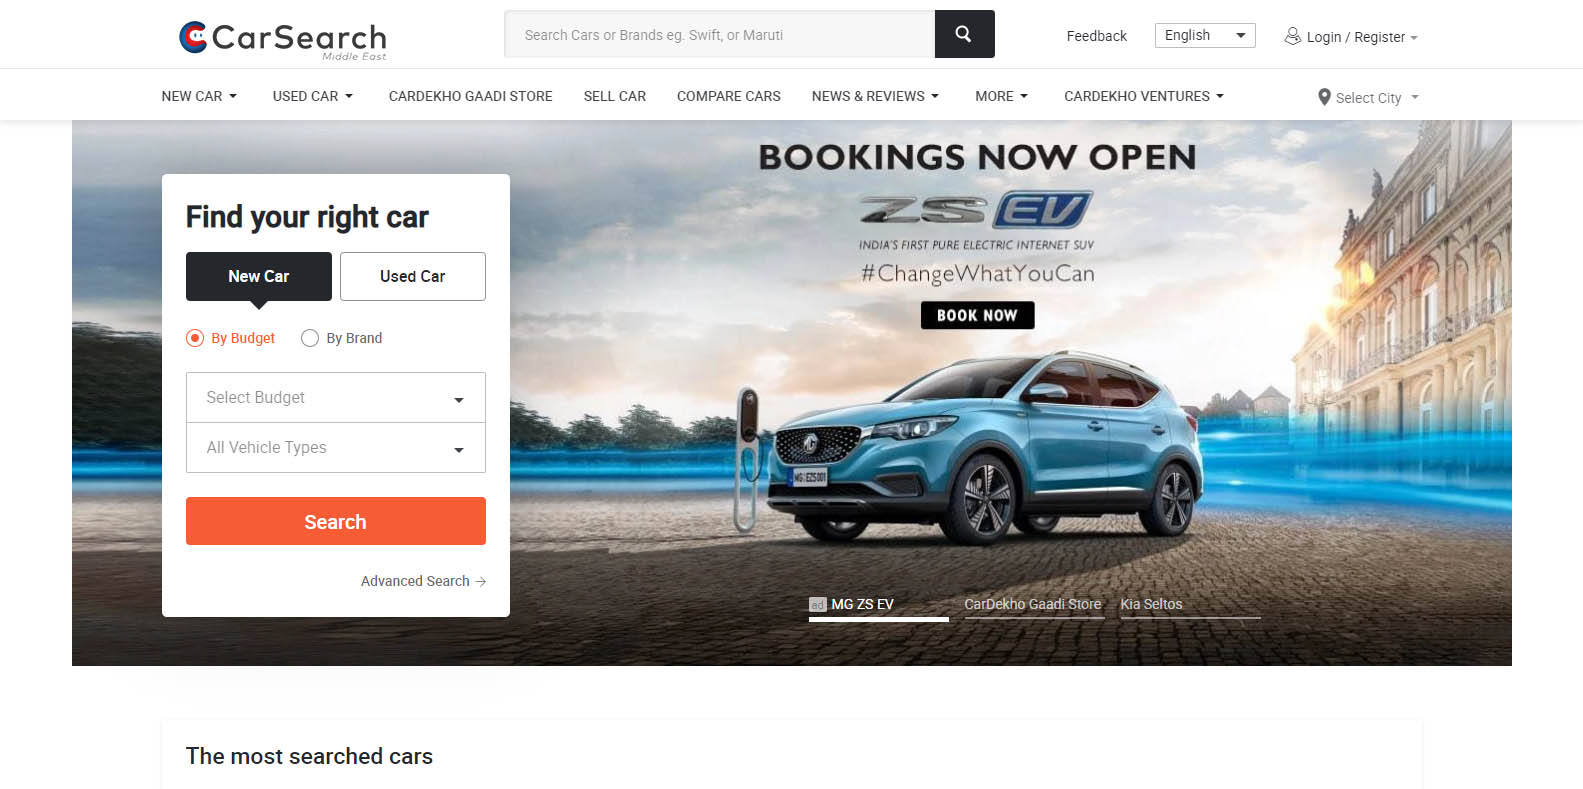 CarSearch
Middle East
Search Cars or Brands eg. Swift, or Maruti
Feedback
English
Login / Register
NEW CAR
USED CAR
CARDEKHO GAADI STORE
SELL CAR
COMPARE CARS
NEWS & REVIEWS
MORE
CARDEKHO VENTURES
Select City
Find your right car
New Car
Used Car
By Budget
By Brand
Select Budget
All Vehicle Types
Search
Advanced Search
BOOKINGS NOW OPEN
ZS EV
INDIA'S FIRST PURE ELECTRIC INTERNET SUV
#ChangeWhatYouCan
BOOK NOW
MG
MG EZS001
ad MG ZS EV
CarDekho Gaadi Store
Kia Seltos
The most searched cars